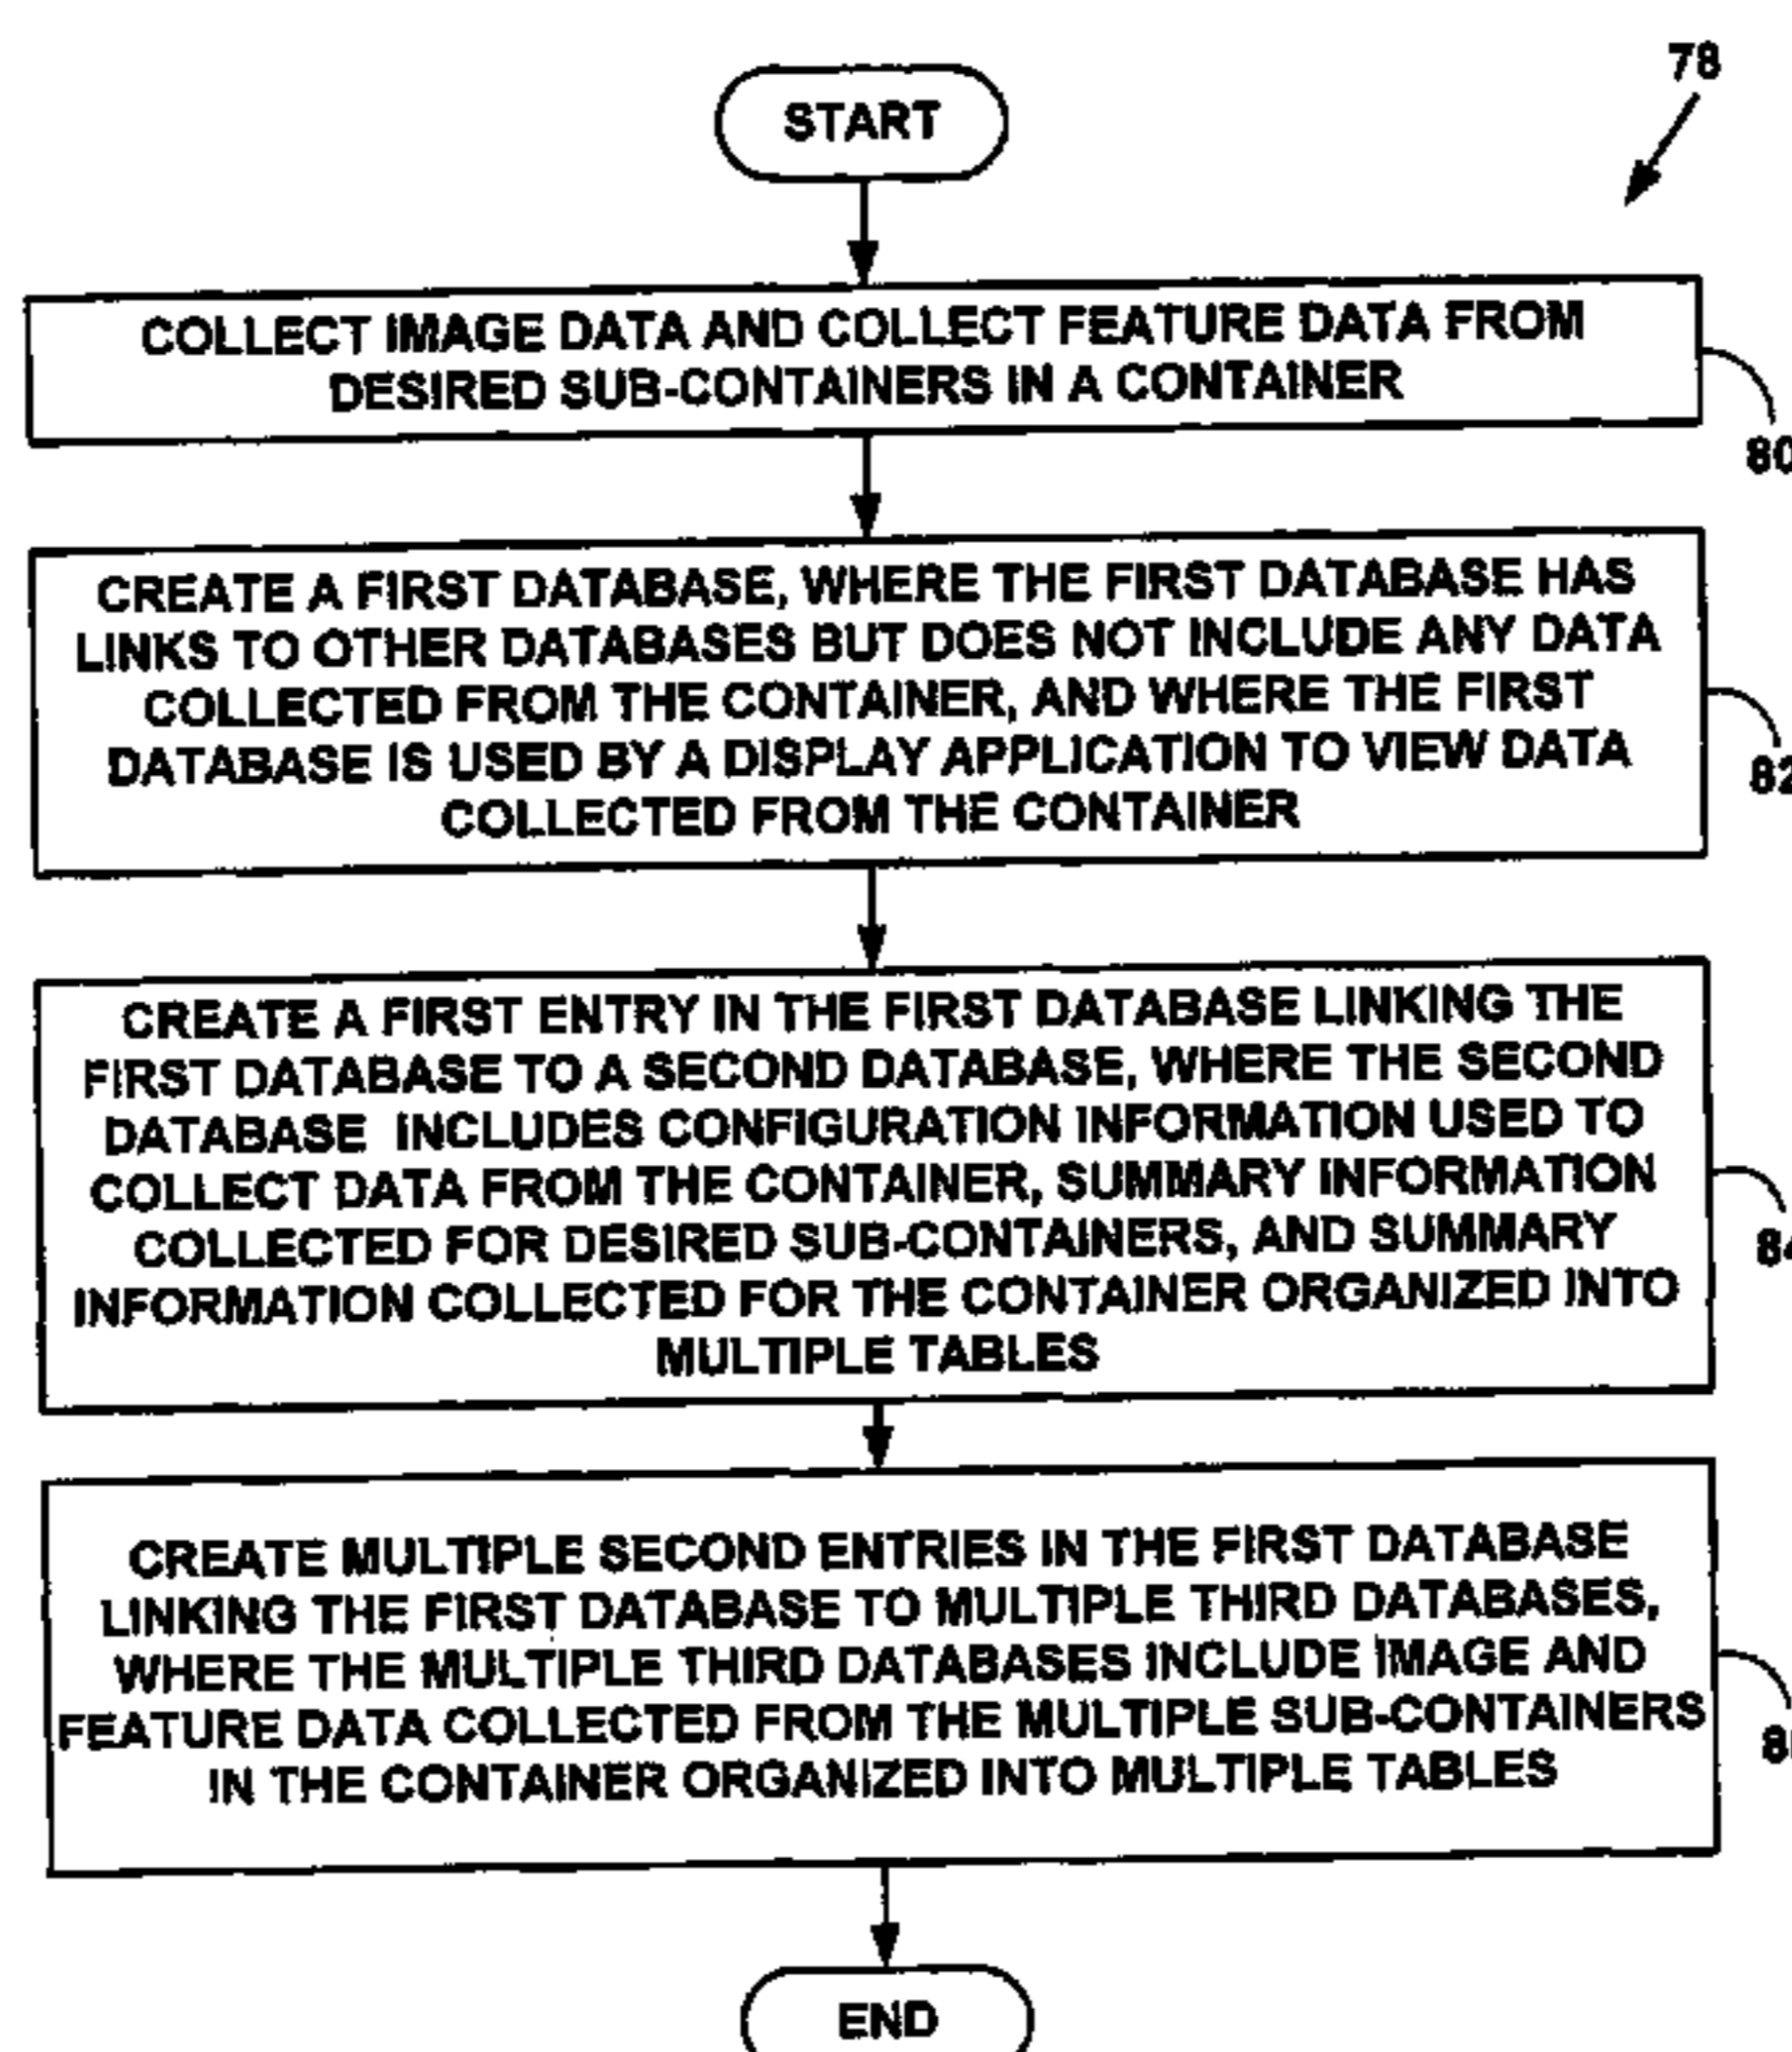 78
START
COLLECT IMAGE DATA AND COLLECT FEATURE DATA FROM
DESIRED SUB-CONTAINERS IN A CONTAINER
80
CREATE A FIRST DATABASE, WHERE THE FIRST DATABASE HAS
LINKS TO OTHER DATABASES BUT DOES NOT INCLUDE ANY DATA
COLLECTED FROM THE CONTAINER, AND WHERE THE FIRST
DATABASE IS USED BY A DISPLAY APPLICATION TO VIEW DATA
COLLECTED FROM THE CONTAINER
82
CREATE A FIRST ENTRY IN THE FIRST DATABASE LINKING THE
FIRST DATABASE TO A SECOND DATABASE, WHERE THE SECOND
DATABASE INCLUDES CONFIGURATION INFORMATION USED TO
COLLECT DATA FROM THE CONTAINER, SUMMARY INFORMATION
COLLECTED FOR DESIRED SUB-CONTAINERS, AND SUMMARY
INFORMATION COLLECTED FOR THE CONTAINER ORGANIZED INTO
MULTIPLE TABLES
84
CREATE MULTIPLE SECOND ENTRIES IN THE FIRST DATABASE
LINKING THE FIRST DATABASE TO MULTIPLE THIRD DATABASES,
WHERE THE MULTIPLE THIRD DATABASES INCLUDE IMAGE AND
FEATURE DATA COLLECTED FROM THE MULTIPLE SUB-CONTAINERS
IN THE CONTAINER ORGANIZED INTO MULTIPLE TABLES
END